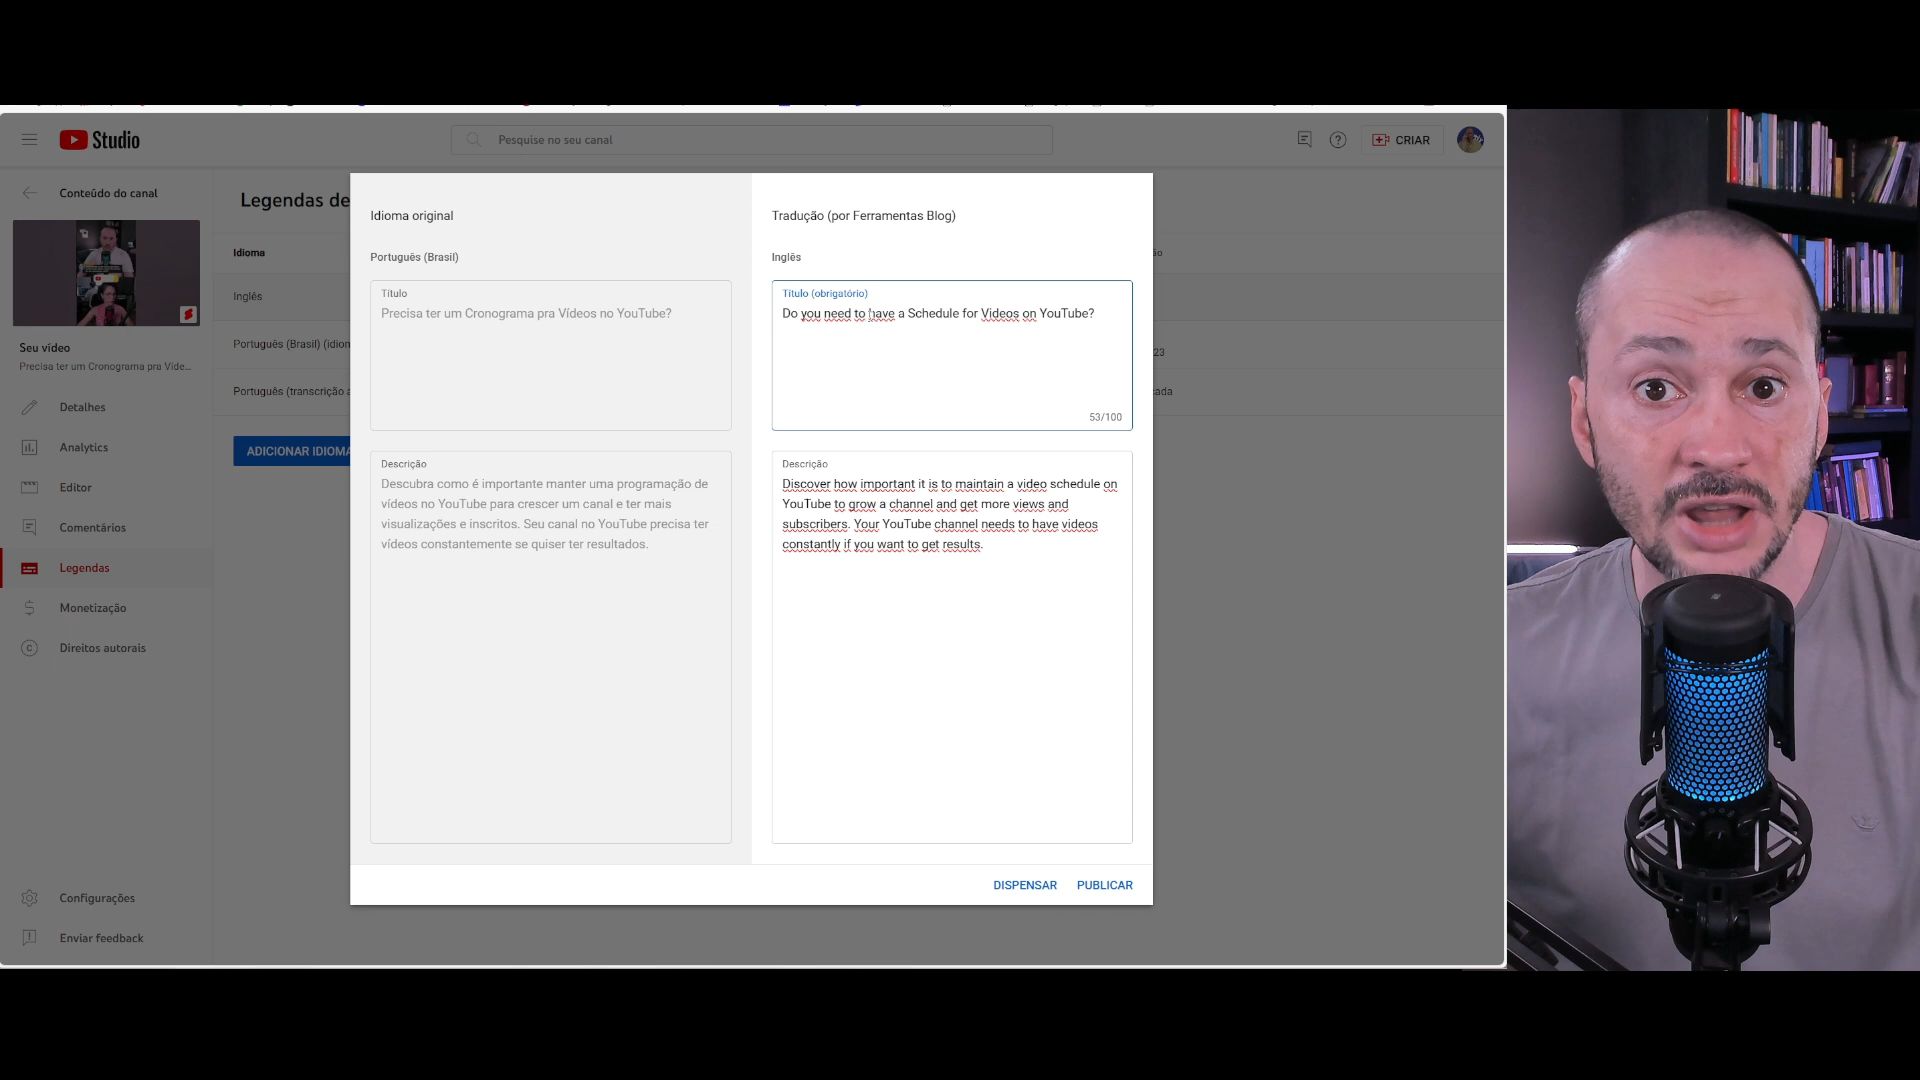 Studio
Pesquise no seu canal
CRIAR
Conteúdo do canal
Seu vídeo
Precisa ter um Cronograma pra Víde...
Detalhes
Analytics
Editor
Comentários
Legendas
Monetização
Direitos autorais
Configurações
Enviar feedback
Legendas de
Idioma
Inglês
Português (Brasil) (idiom
Português (transcrição a
ADICIONAR IDIOMA
Idioma original
Português (Brasil)
Título
Precisa ter um Cronograma pra Vídeos no YouTube?
Descrição
Descubra como é importante manter uma programação de
vídeos no YouTube para crescer um canal e ter mais
visualizações e inscritos. Seu canal no YouTube precisa ter
vídeos constantemente se quiser ter resultados.
Tradução (por Ferramentas Blog)
Inglês
Título (obrigatório)
Do you need to have a Schedule for Videos on YouTube?
53/100
Descrição
Discover how important it is to maintain a video schedule on
YouTube to grow a channel and get more views and
subscribers. Your YouTube channel needs to have videos
constantly if you want to get results.
DISPENSAR
PUBLICAR
ão
23
cada